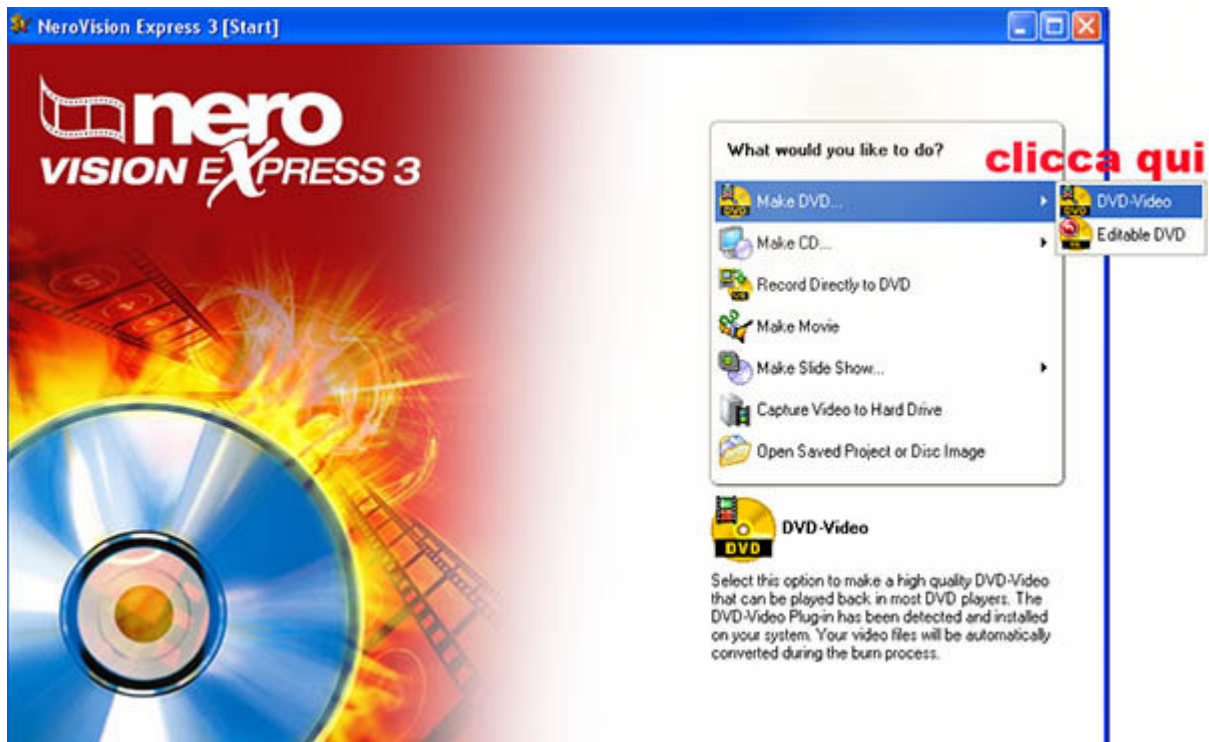 NeroVision Express 3 [Start]
nero
VISION EXPRESS 3
What would you like to do?
clicca qui
Make DVD...
DVD-Video
Editable DVD
Make CD...
Record Directly to DVD
Make Movie
Make Slide Show...
Capture Video to Hard Drive
Open Saved Project or Disc Image
DVD
DVD-Video
Select this option to make a high quality DVD-Video
that can be played back in most DVD players. The
DVD-Video Plug-in has been detected and installed
on your system. Your video files will be automatically
converted during the burn process.